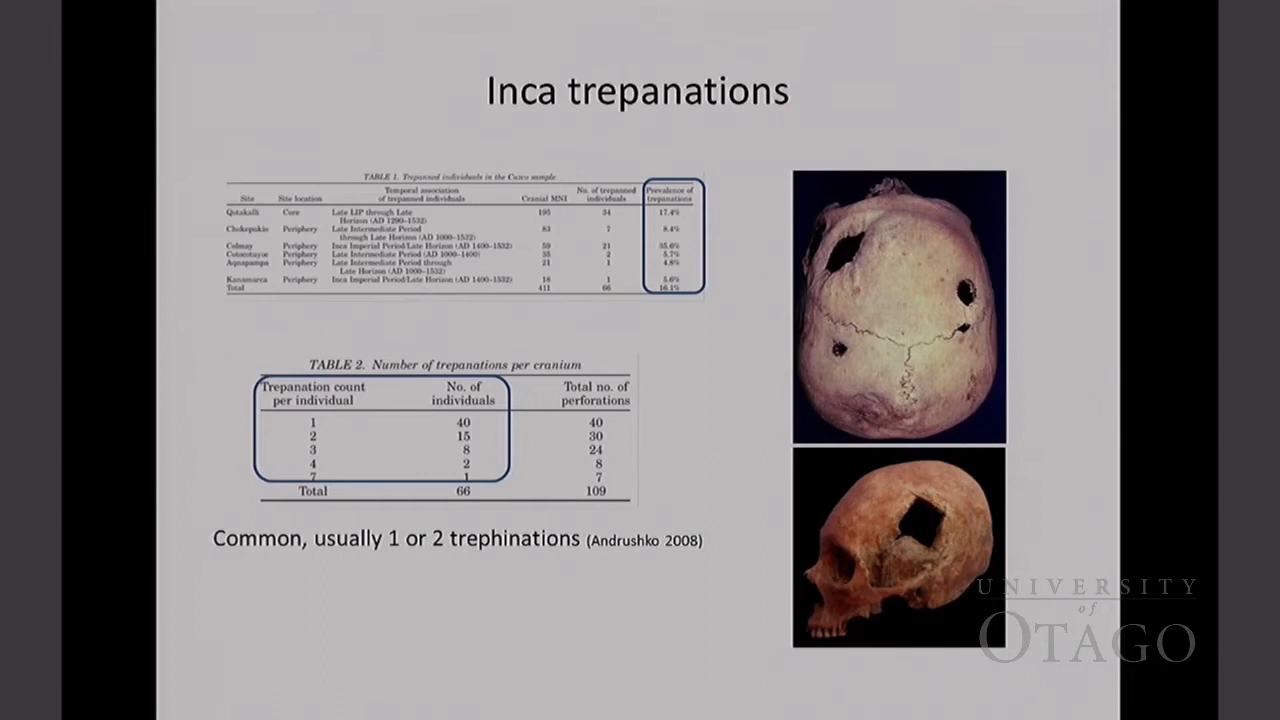 Inca trepanations
TABLE 1. Trepanned individuals in the Cuzco sample
Site Site location Temporal association of trepanned individuals Cranial MNI No. of trepanned individuals Prevalence of trepanations
Qotakalli Core Late LIP through Late 195 34 17.4%
Horizon (AD 1290–1532)
Chokepukio Periphery Late Intermediate Period 83 7 8.4%
through Late Horizon (AD 1000–1532)
Colmay Periphery Inca Imperial Period/Late Horizon (AD 1400–1532) 59 21 35.6%
Cotocotuyoc Periphery Late Intermediate Period (AD 1000–1400) 35 2 5.7%
Aqnapampa Periphery Late Intermediate Period through 21 1 4.8%
Late Horizon (AD 1000–1532)
Kanamarca Periphery Inca Imperial Period/Late Horizon (AD 1400–1532) 18 1 5.6%
Total 411 66 16.1%
TABLE 2. Number of trepanations per cranium
Trepanation count No. of Total no. of
per individual individuals perforations
1 40 40
2 15 30
3 8 24
4 2 8
7 1 7
Total 66 109
Common, usually 1 or 2 trephinations (Andrushko 2008)
UNIVERSITY
of
OTAGO